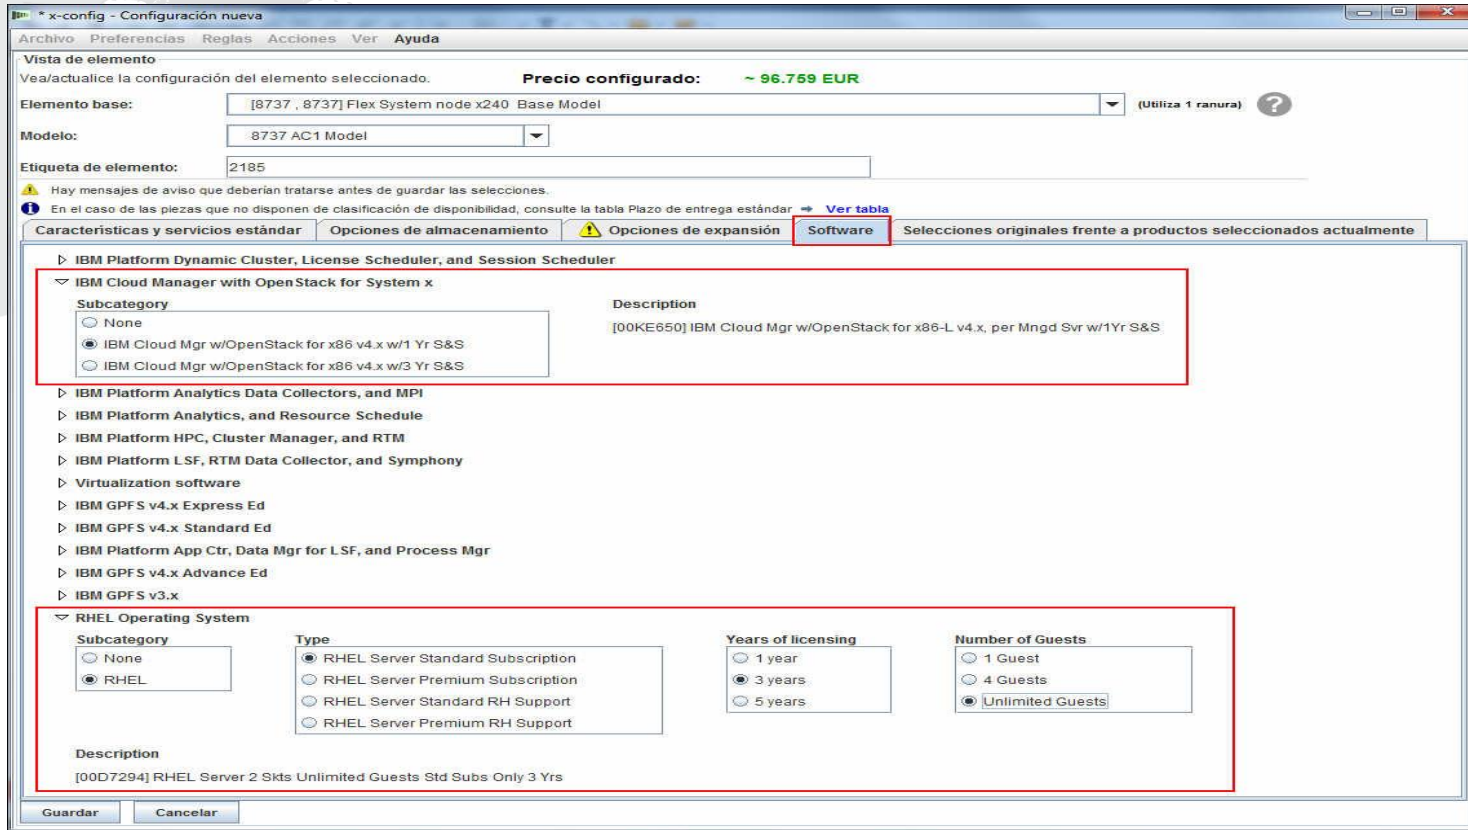 * x-config - Configuración nueva
Archivo Preferencias Reglas Acciones Ver Ayuda
Vista de elemento
Vea/actualice la configuración del elemento seleccionado. Precio configurado: ~ 96.759 EUR
Elemento base: [8737 , 8737] Flex System node x240 Base Model (Utiliza 1 ranura) ?
Modelo: 8737 AC1 Model
Etiqueta de elemento: 2185
Hay mensajes de aviso que deberían tratarse antes de guardar las selecciones.
En el caso de las piezas que no disponen de clasificación de disponibilidad, consulte la tabla Plazo de entrega estándar ➡ Ver tabla
Características y servicios estándar Opciones de almacenamiento Opciones de expansión Software Selecciones originales frente a productos seleccionados actualmente
IBM Platform Dynamic Cluster, License Scheduler, and Session Scheduler
IBM Cloud Manager with OpenStack for System x
Subcategory Description
None
[00KE650] IBM Cloud Mgr w/OpenStack for x86-L v4.x, per Mngd Svr w/1Yr S&S
IBM Cloud Mgr w/OpenStack for x86 v4.x w/1 Yr S&S
IBM Cloud Mgr w/OpenStack for x86 v4.x w/3 Yr S&S
IBM Platform Analytics Data Collectors, and MPI
IBM Platform Analytics, and Resource Schedule
IBM Platform HPC, Cluster Manager, and RTM
IBM Platform LSF, RTM Data Collector, and Symphony
Virtualization software
IBM GPFS v4.x Express Ed
IBM GPFS v4.x Standard Ed
IBM Platform App Ctr, Data Mgr for LSF, and Process Mgr
IBM GPFS v4.x Advance Ed
IBM GPFS v3.x
RHEL Operating System
Subcategory Type Years of licensing Number of Guests
None RHEL Server Standard Subscription 1 year 1 Guest
RHEL RHEL Server Premium Subscription 3 years 4 Guests
RHEL Server Standard RH Support 5 years Unlimited Guests
RHEL Server Premium RH Support
Description
[00D7294] RHEL Server 2 Skts Unlimited Guests Std Subs Only 3 Yrs
Guardar Cancelar